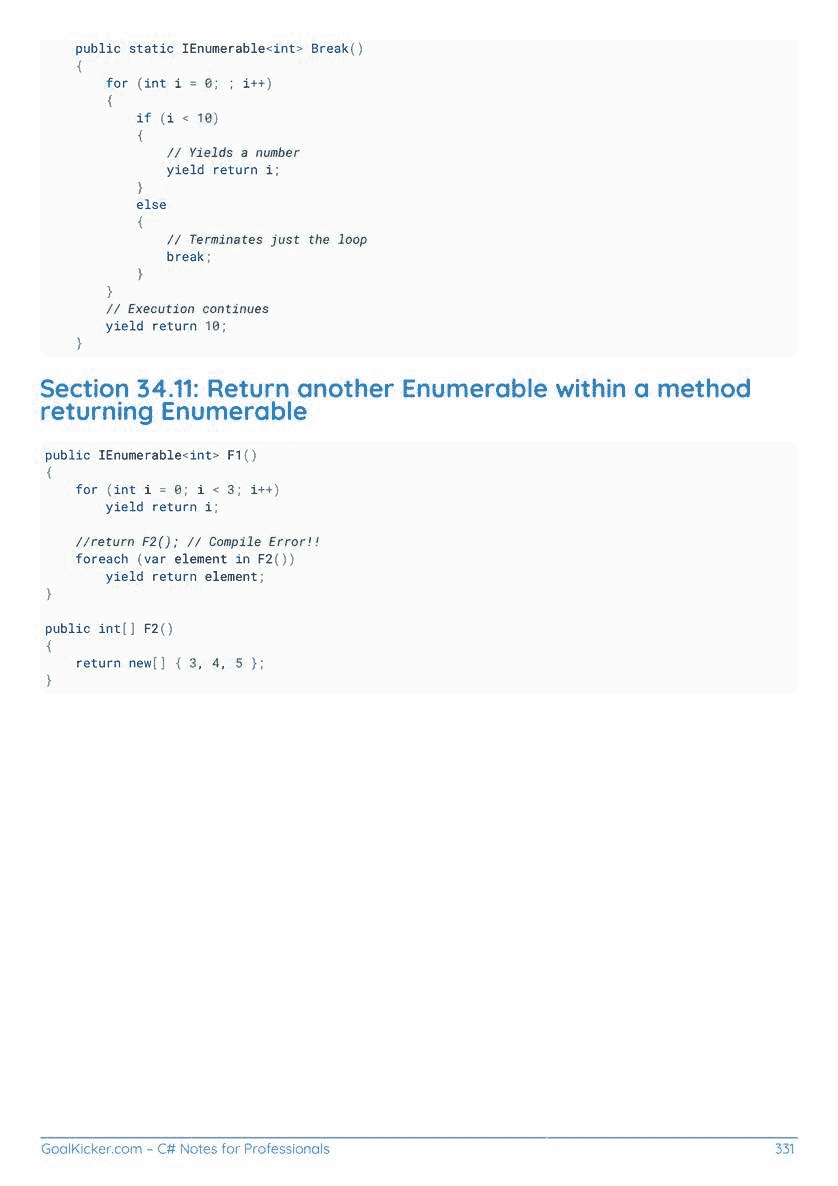 public static IEnumerable<int> Break()
    {
        for (int i = 0; ; i++)
        {
            if (i < 10)
            {
                // Yields a number
                yield return i;
            }
            else
            {
                // Terminates just the loop
                break;
            }
        }
        // Execution continues
        yield return 10;
    }
Section 34.11: Return another Enumerable within a method
returning Enumerable
public IEnumerable<int> F1()
{
    for (int i = 0; i < 3; i++)
        yield return i;

    //return F2(); // Compile Error!!
    foreach (var element in F2())
        yield return element;
}

public int[] F2()
{
    return new[] { 3, 4, 5 };
}
GoalKicker.com – C# Notes for Professionals 331